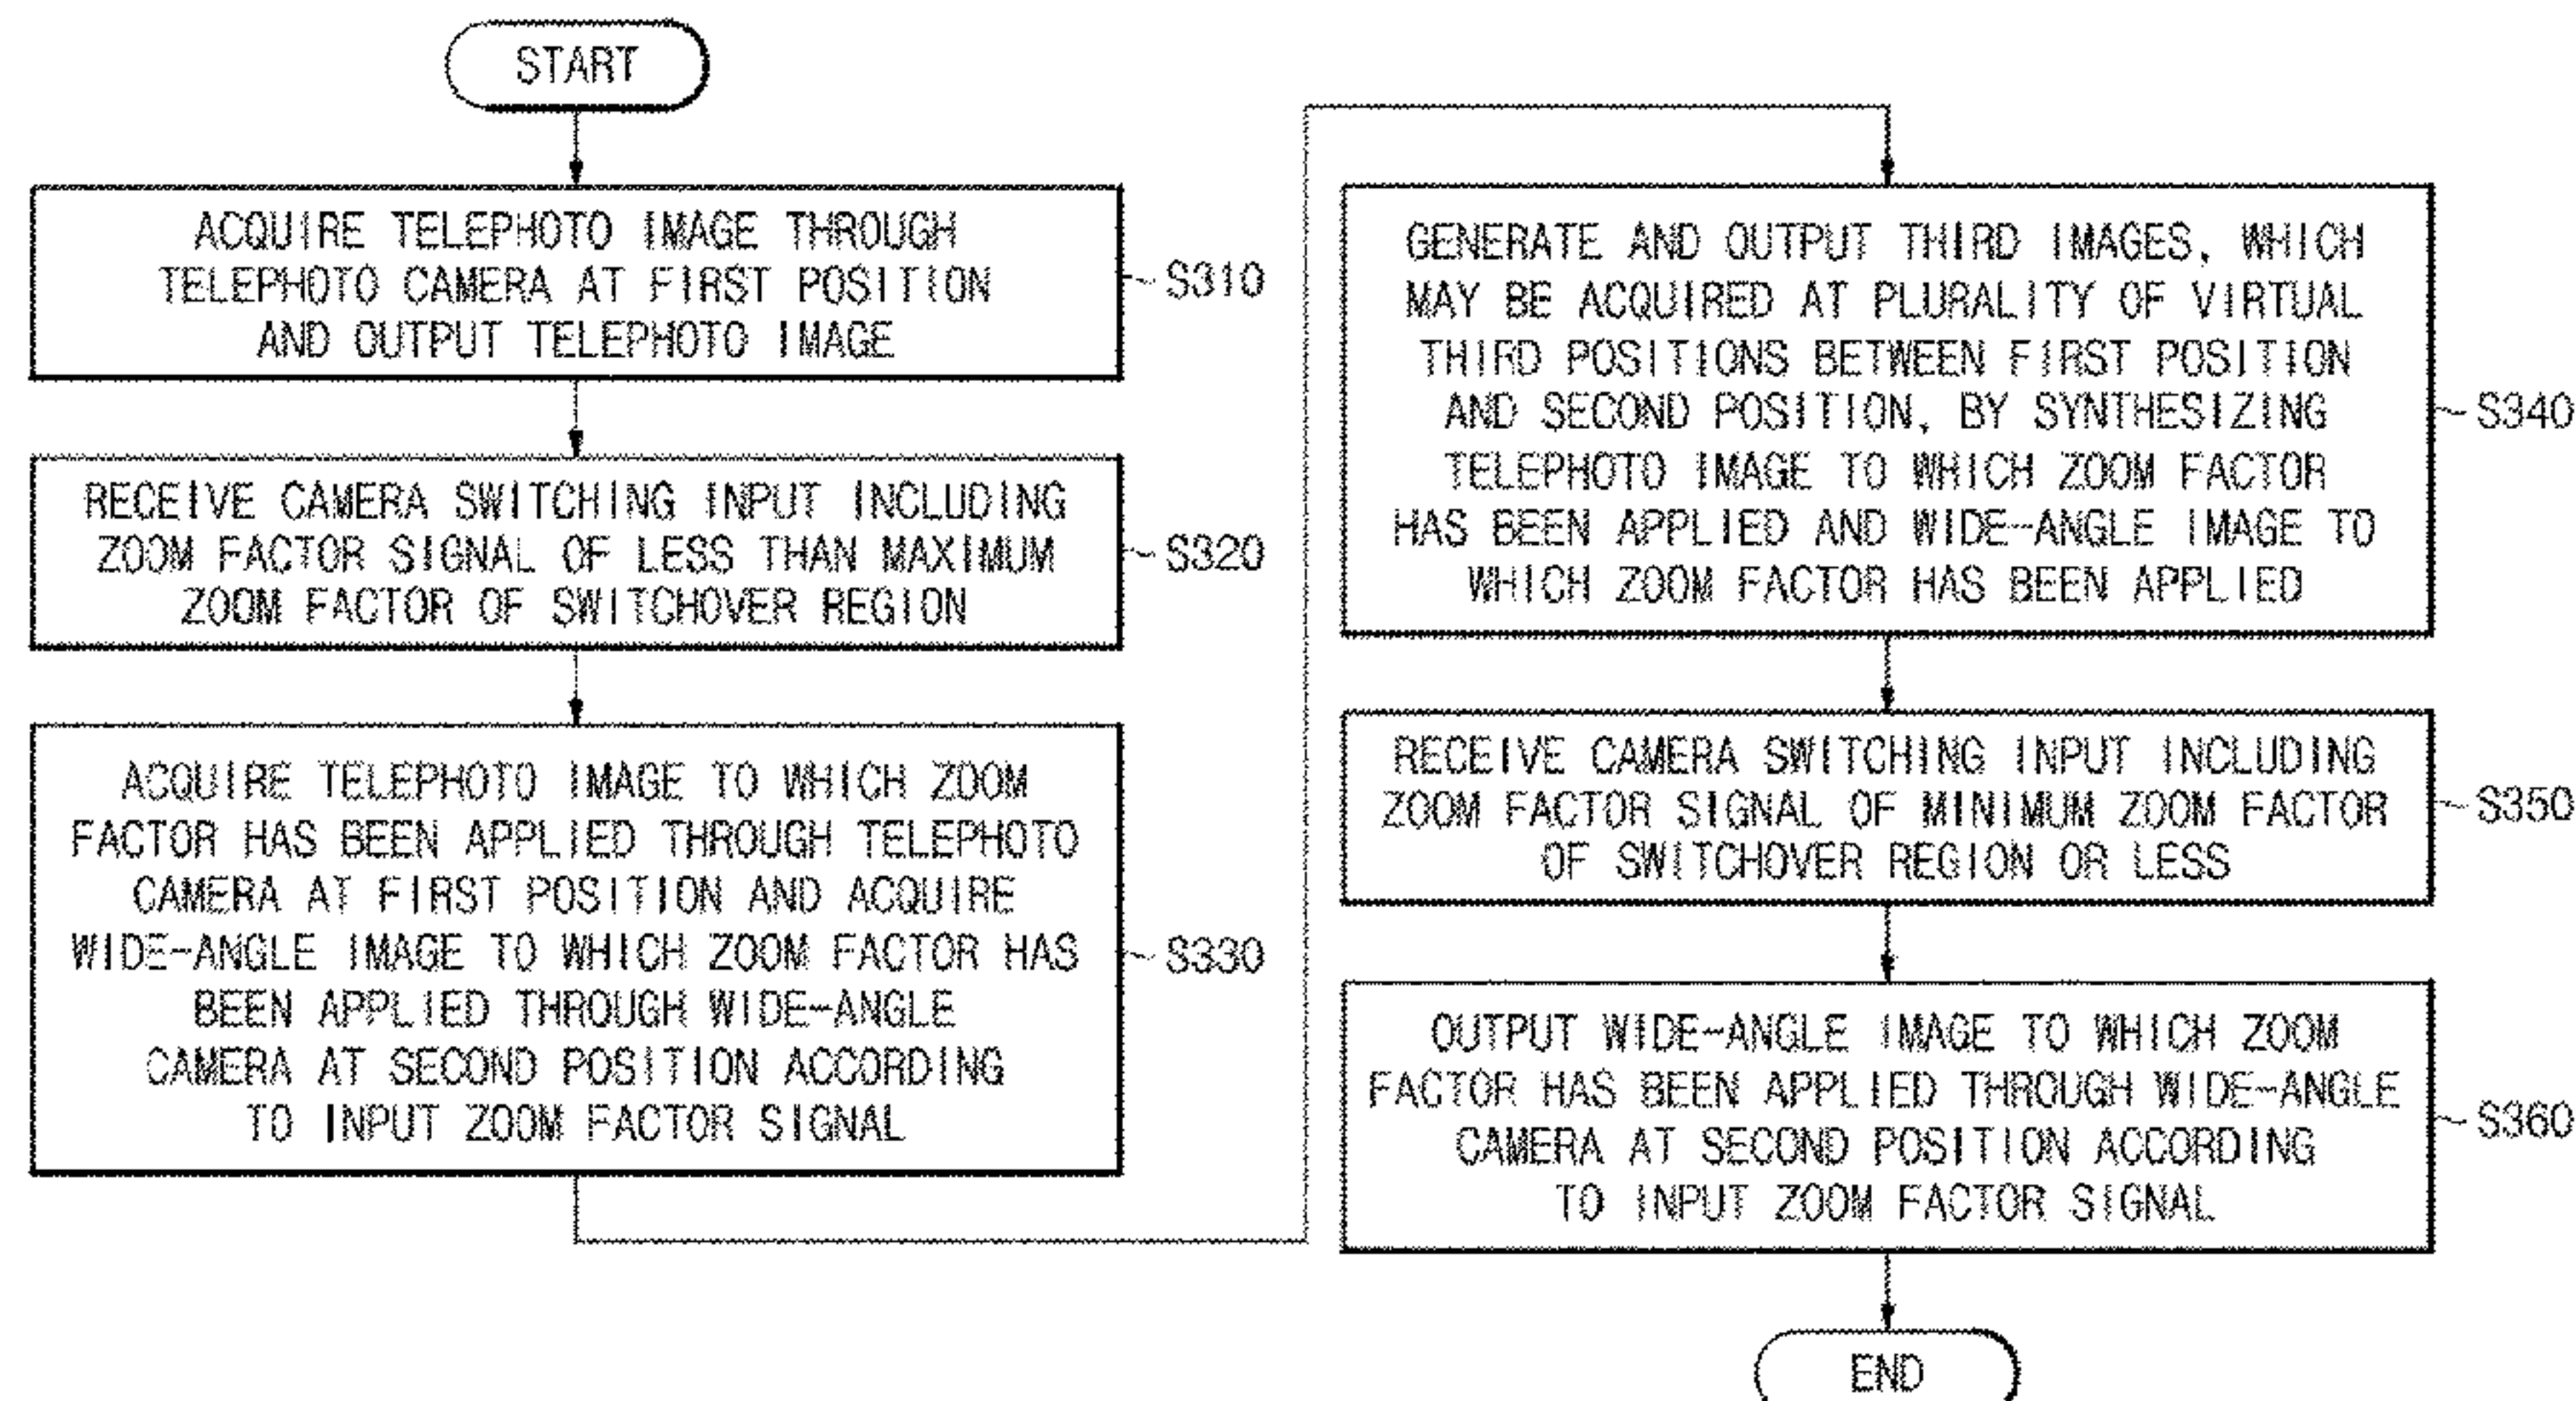 START
ACQUIRE TELEPHOTO IMAGE THROUGH
TELEPHOTO CAMERA AT FIRST POSITION
AND OUTPUT TELEPHOTO IMAGE
S310
RECEIVE CAMERA SWITCHING INPUT INCLUDING
ZOOM FACTOR SIGNAL OF LESS THAN MAXIMUM
ZOOM FACTOR OF SWITCHOVER REGION
S320
ACQUIRE TELEPHOTO IMAGE TO WHICH ZOOM
FACTOR HAS BEEN APPLIED THROUGH TELEPHOTO
CAMERA AT FIRST POSITION AND ACQUIRE
WIDE-ANGLE IMAGE TO WHICH ZOOM FACTOR HAS
BEEN APPLIED THROUGH WIDE-ANGLE
CAMERA AT SECOND POSITION ACCORDING
TO INPUT ZOOM FACTOR SIGNAL
S330
GENERATE AND OUTPUT THIRD IMAGES, WHICH
MAY BE ACQUIRED AT PLURALITY OF VIRTUAL
THIRD POSITIONS BETWEEN FIRST POSITION
AND SECOND POSITION, BY SYNTHESIZING
TELEPHOTO IMAGE TO WHICH ZOOM FACTOR
HAS BEEN APPLIED AND WIDE-ANGLE IMAGE TO
WHICH ZOOM FACTOR HAS BEEN APPLIED
S340
RECEIVE CAMERA SWITCHING INPUT INCLUDING
ZOOM FACTOR SIGNAL OF MINIMUM ZOOM FACTOR
OF SWITCHOVER REGION OR LESS
S350
OUTPUT WIDE-ANGLE IMAGE TO WHICH ZOOM
FACTOR HAS BEEN APPLIED THROUGH WIDE-ANGLE
CAMERA AT SECOND POSITION ACCORDING
TO INPUT ZOOM FACTOR SIGNAL
S360
END